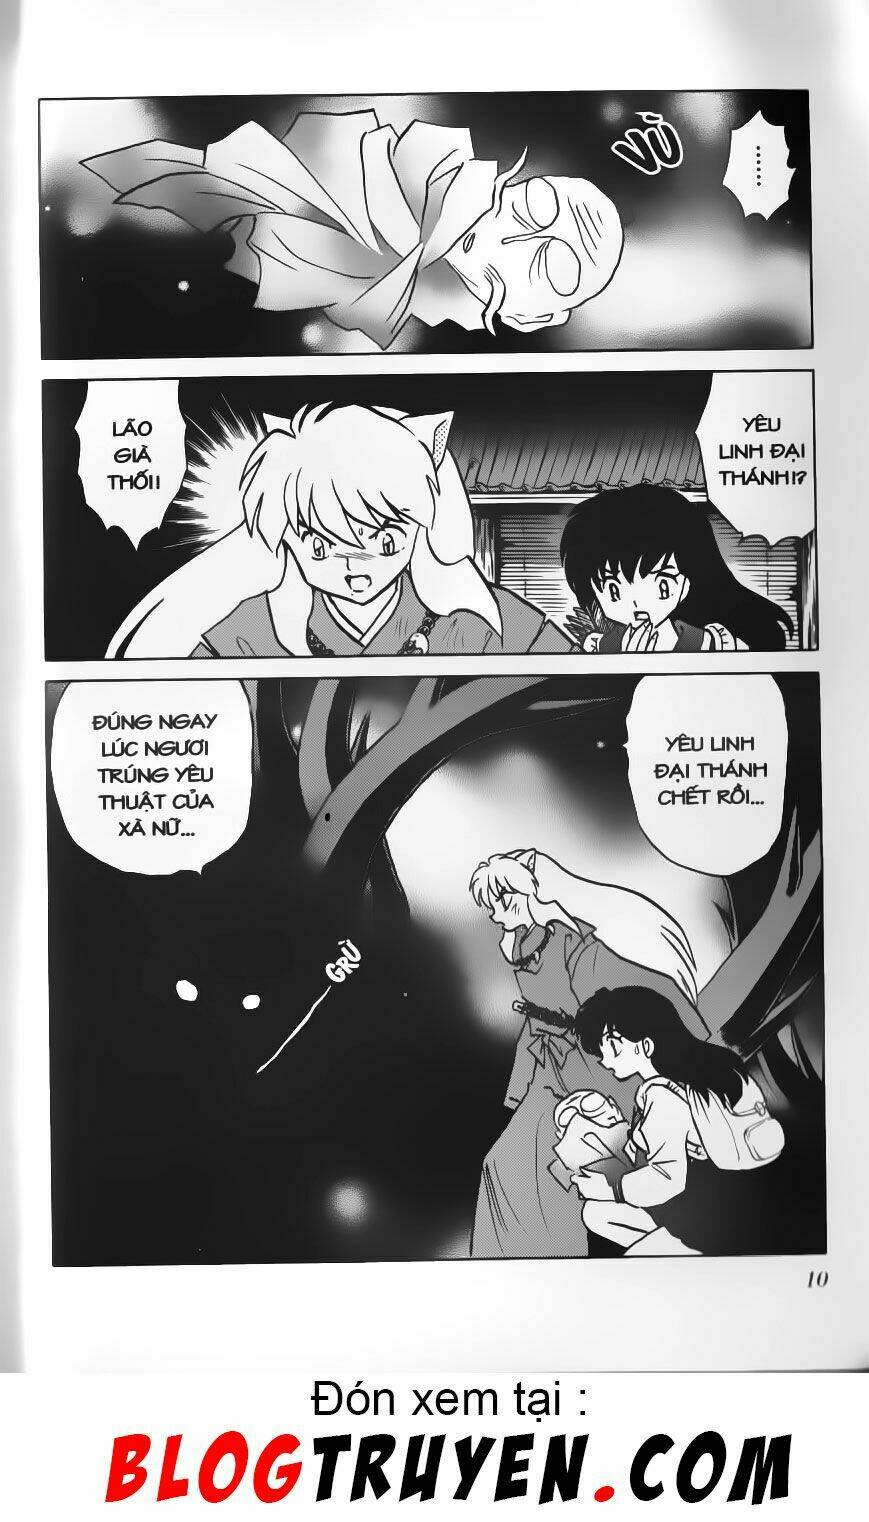 ........
VÙ
YÊU
LINH ĐẠI
THÁNH!?
LÃO
GIÀ
THỐI!
YÊU LINH
ĐẠI THÁNH
CHẾT RỒI...
ĐÚNG NGAY
LÚC NGƯƠI
TRÚNG YÊU
THUẬT CỦA
XÀ NỮ...
GRÙ
10
Đón xem tại :
BLOGTRUYEN.COM